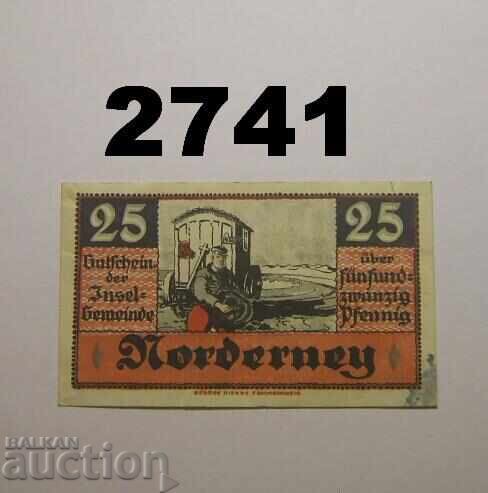 2741
25
25
Gutschein
der
Insel-
Gemeinde
über
fünfund-
zwanzig
Pfennig
Norderney
BALKAN
auction